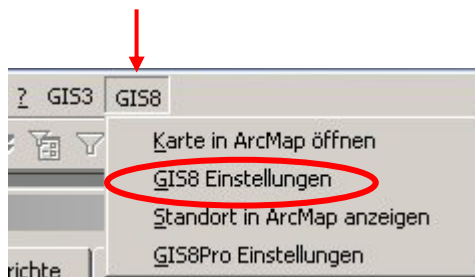 ? GIS3 GIS8
Karte in ArcMap öffnen
GIS8 Einstellungen
Standort in ArcMap anzeigen
GIS8Pro Einstellungen
richte